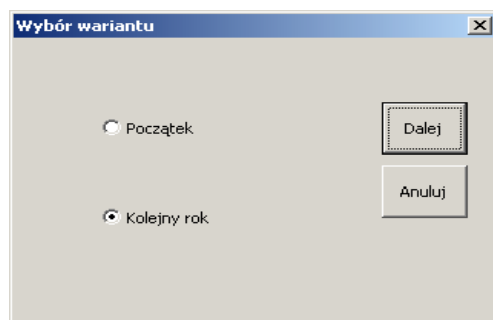 Wybór wariantu
Początek
Dalej
Anuluj
Kolejny rok